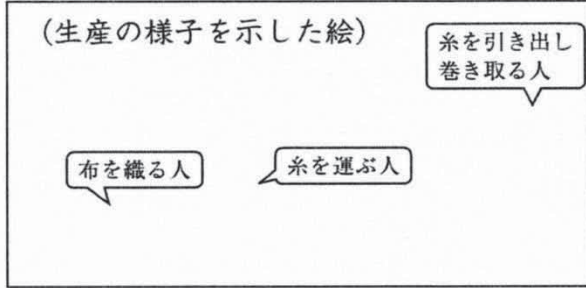 (生産の様子を示した絵)
糸を引き出し
巻き取る人
布を織る人
糸を運ぶ人